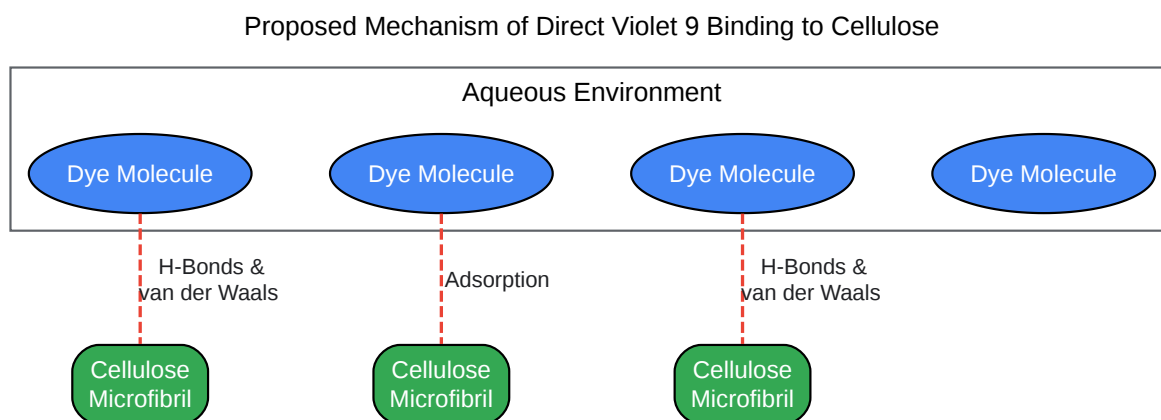 Proposed Mechanism of Direct Violet 9 Binding to Cellulose
Aqueous Environment
Dye Molecule
Dye Molecule
Dye Molecule
Dye Molecule
H-Bonds &
van der Waals
Adsorption
H-Bonds &
van der Waals
Cellulose
Microfibril
Cellulose
Microfibril
Cellulose
Microfibril